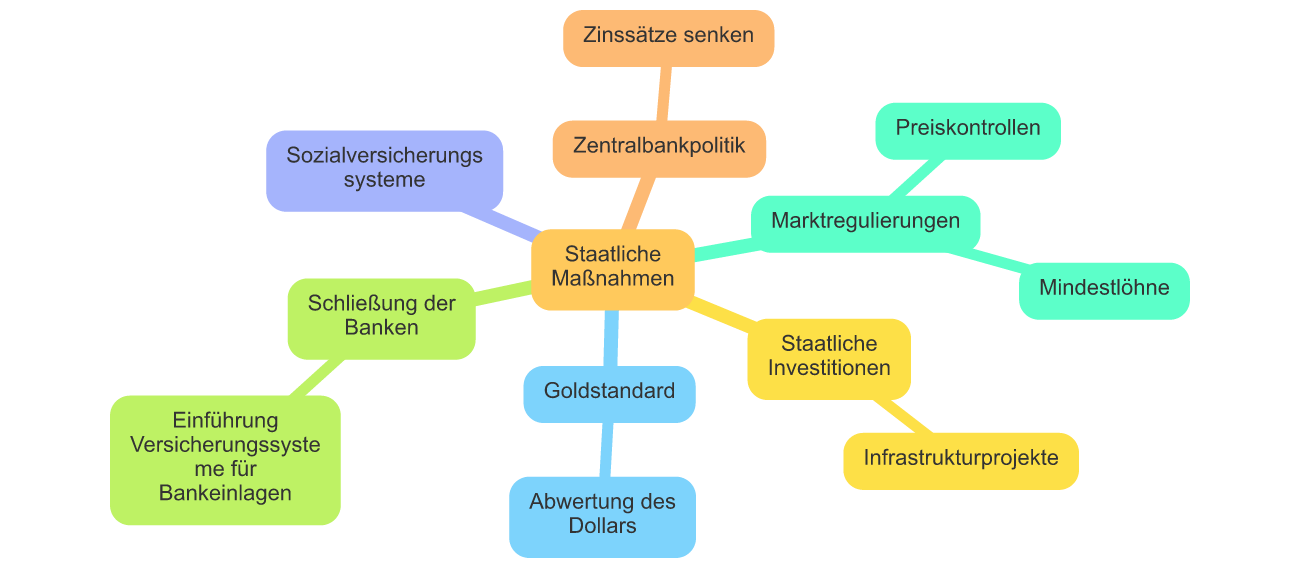 Zinssätze senken
Zentralbankpolitik
Preiskontrollen
Sozialversicherungs
systeme
Marktregulierungen
Staatliche
Maßnahmen
Mindestlöhne
Schließung der
Banken
Staatliche
Investitionen
Goldstandard
Einführung
Versicherungssyste
me für
Bankeinlagen
Infrastrukturprojekte
Abwertung des
Dollars